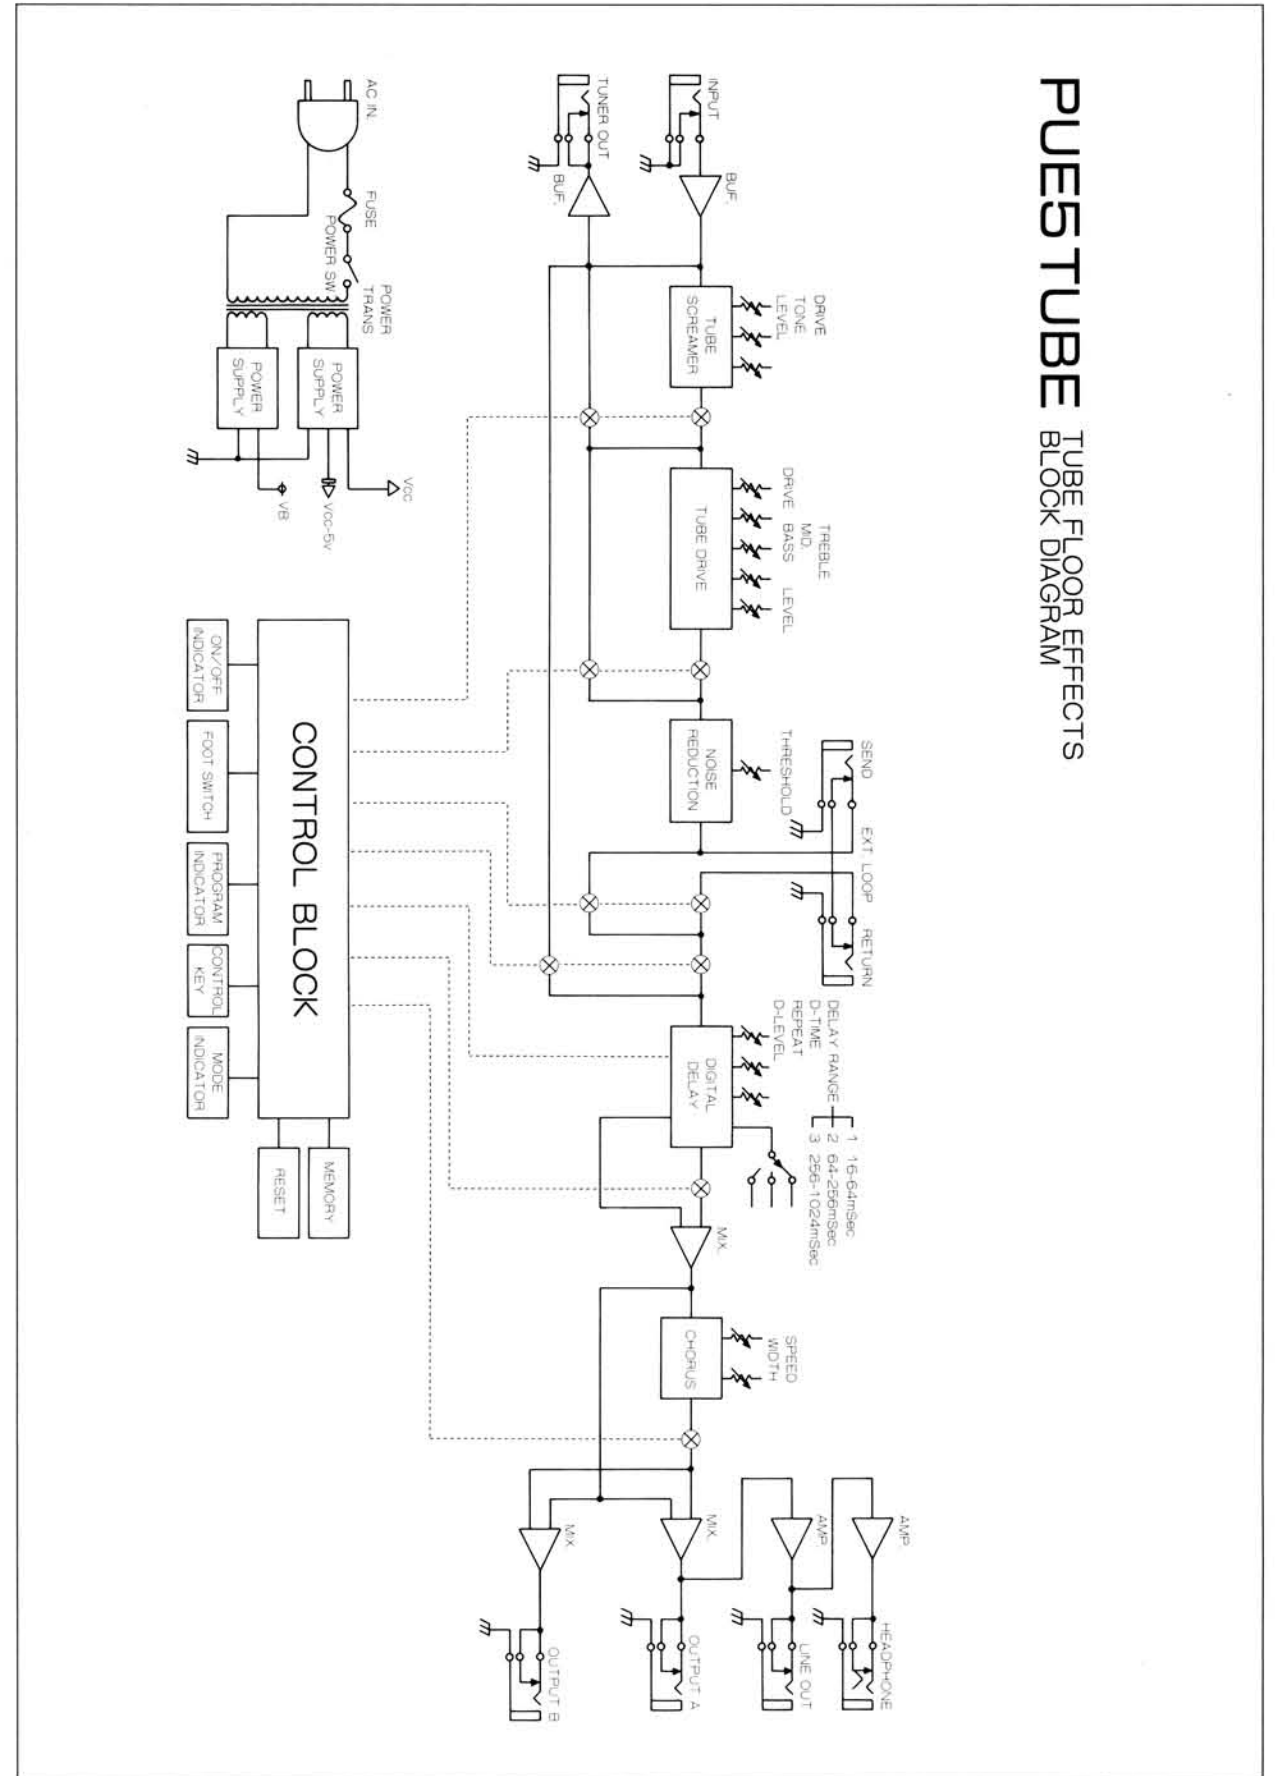 PUE5 TUBE
TUBE FLOOR EFFECTS
BLOCK DIAGRAM
INPUT
BUF.
TUNER OUT
BUF.
DRIVE
TONE
LEVEL
TUBE
SCREAMER
TREBLE
MID.
DRIVE BASS LEVEL
TUBE DRIVE
THRESHOLD
NOISE
REDUCTION
SEND
EXT. LOOP
RETURN
DELAY RANGE
D-TIME
REPEAT
D-LEVEL
1 16-64mSec
2 64-256mSec
3 256-1024mSec
DIGITAL
DELAY
MIX.
SPEED
WIDTH
CHORUS
MIX.
MIX
AMP.
AMP.
HEADPHONE
LINE OUT
OUTPUT A
OUTPUT B
AC IN.
FUSE
POWER SW
POWER
TRANS
POWER
SUPPLY
POWER
SUPPLY
Vcc
Vcc-5v
VB
CONTROL BLOCK
ON/OFF
INDICATOR
FOOT SWITCH
PROGRAM
INDICATOR
CONTROL
KEY
MODE
INDICATOR
MEMORY
RESET